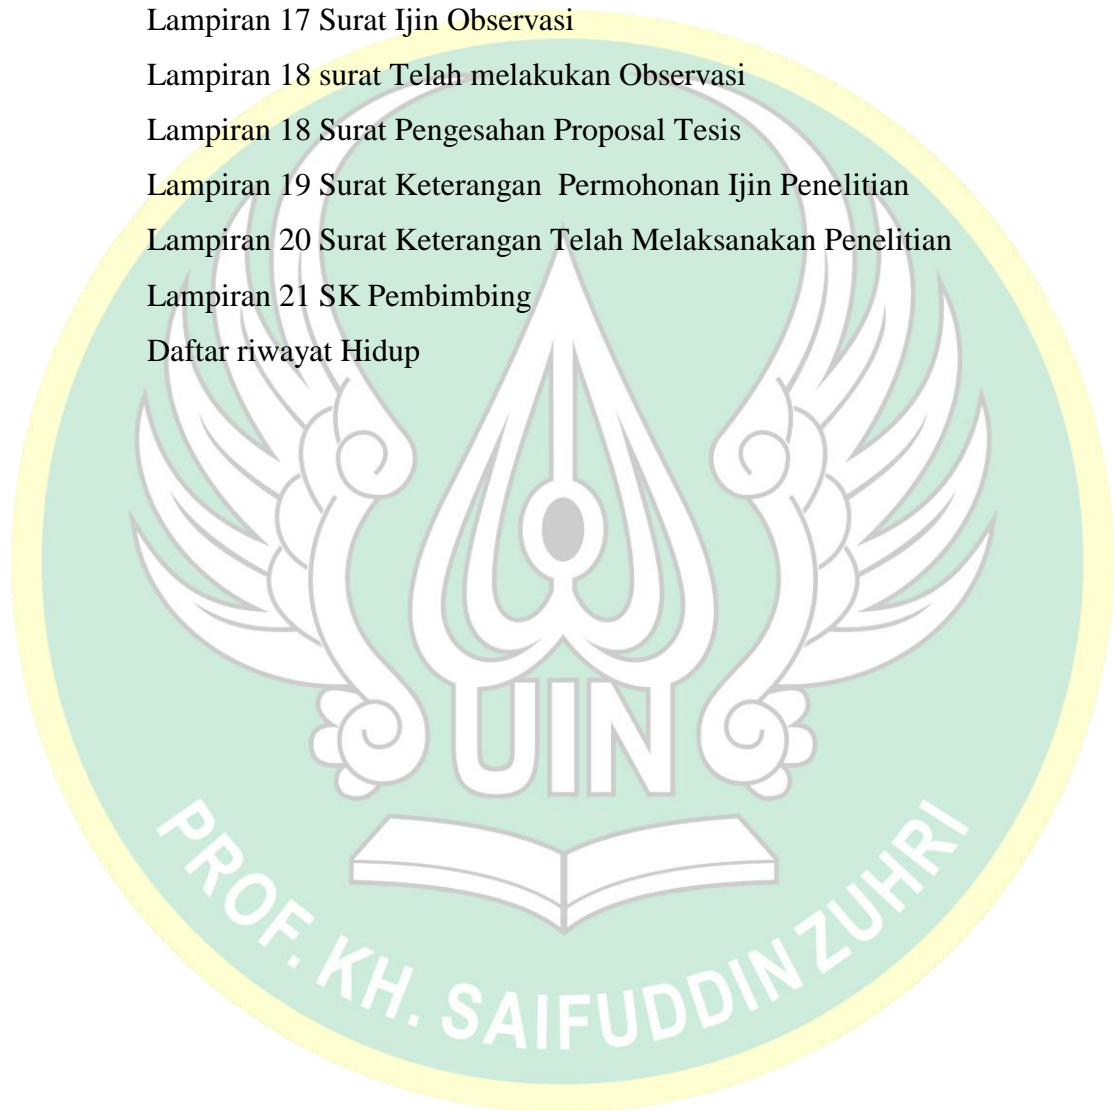 Lampiran 17 Surat Ijin Observasi
Lampiran 18 surat Telah melakukan Observasi
Lampiran 18 Surat Pengesahan Proposal Tesis
Lampiran 19 Surat Keterangan  Permohonan Ijin Penelitian
Lampiran 20 Surat Keterangan Telah Melaksanakan Penelitian
Lampiran 21 SK Pembimbing
Daftar riwayat Hidup
UIN
PROF. KH. SAIFUDDIN ZUHRI